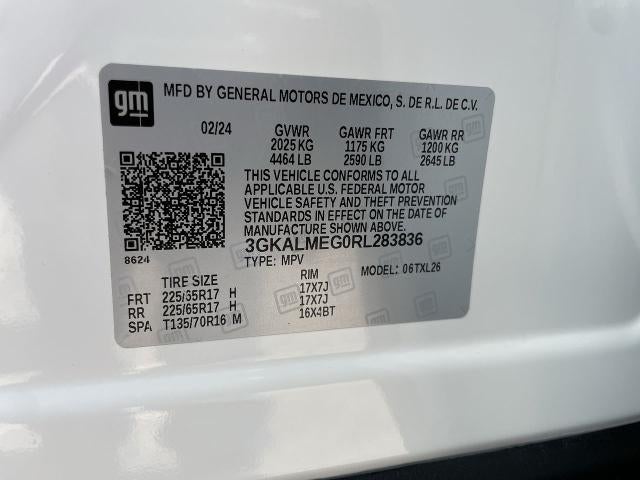 gm MFD BY GENERAL MOTORS DE MEXICO, S. DE R.L. DE C.V.
02/24 GVWR GAWR FRT GAWR RR
2025 KG 1175 KG 1200 KG
4464 LB 2590 LB 2645 LB
THIS VEHICLE CONFORMS TO ALL
APPLICABLE U.S. FEDERAL MOTOR
VEHICLE SAFETY, BUMPER, AND THEFT
PREVENTION STANDARDS IN EFFECT ON
THE DATE OF MANUFACTURE SHOWN ABOVE.
3GKALMEG0RL283836
8624 TYPE: MPV MODEL: 06TXL26
TIRE SIZE RIM
FRT 225/65R17 H 17X7J
RR 225/65R17 H 17X7J
SPA T135/70R16 M 16X4BT